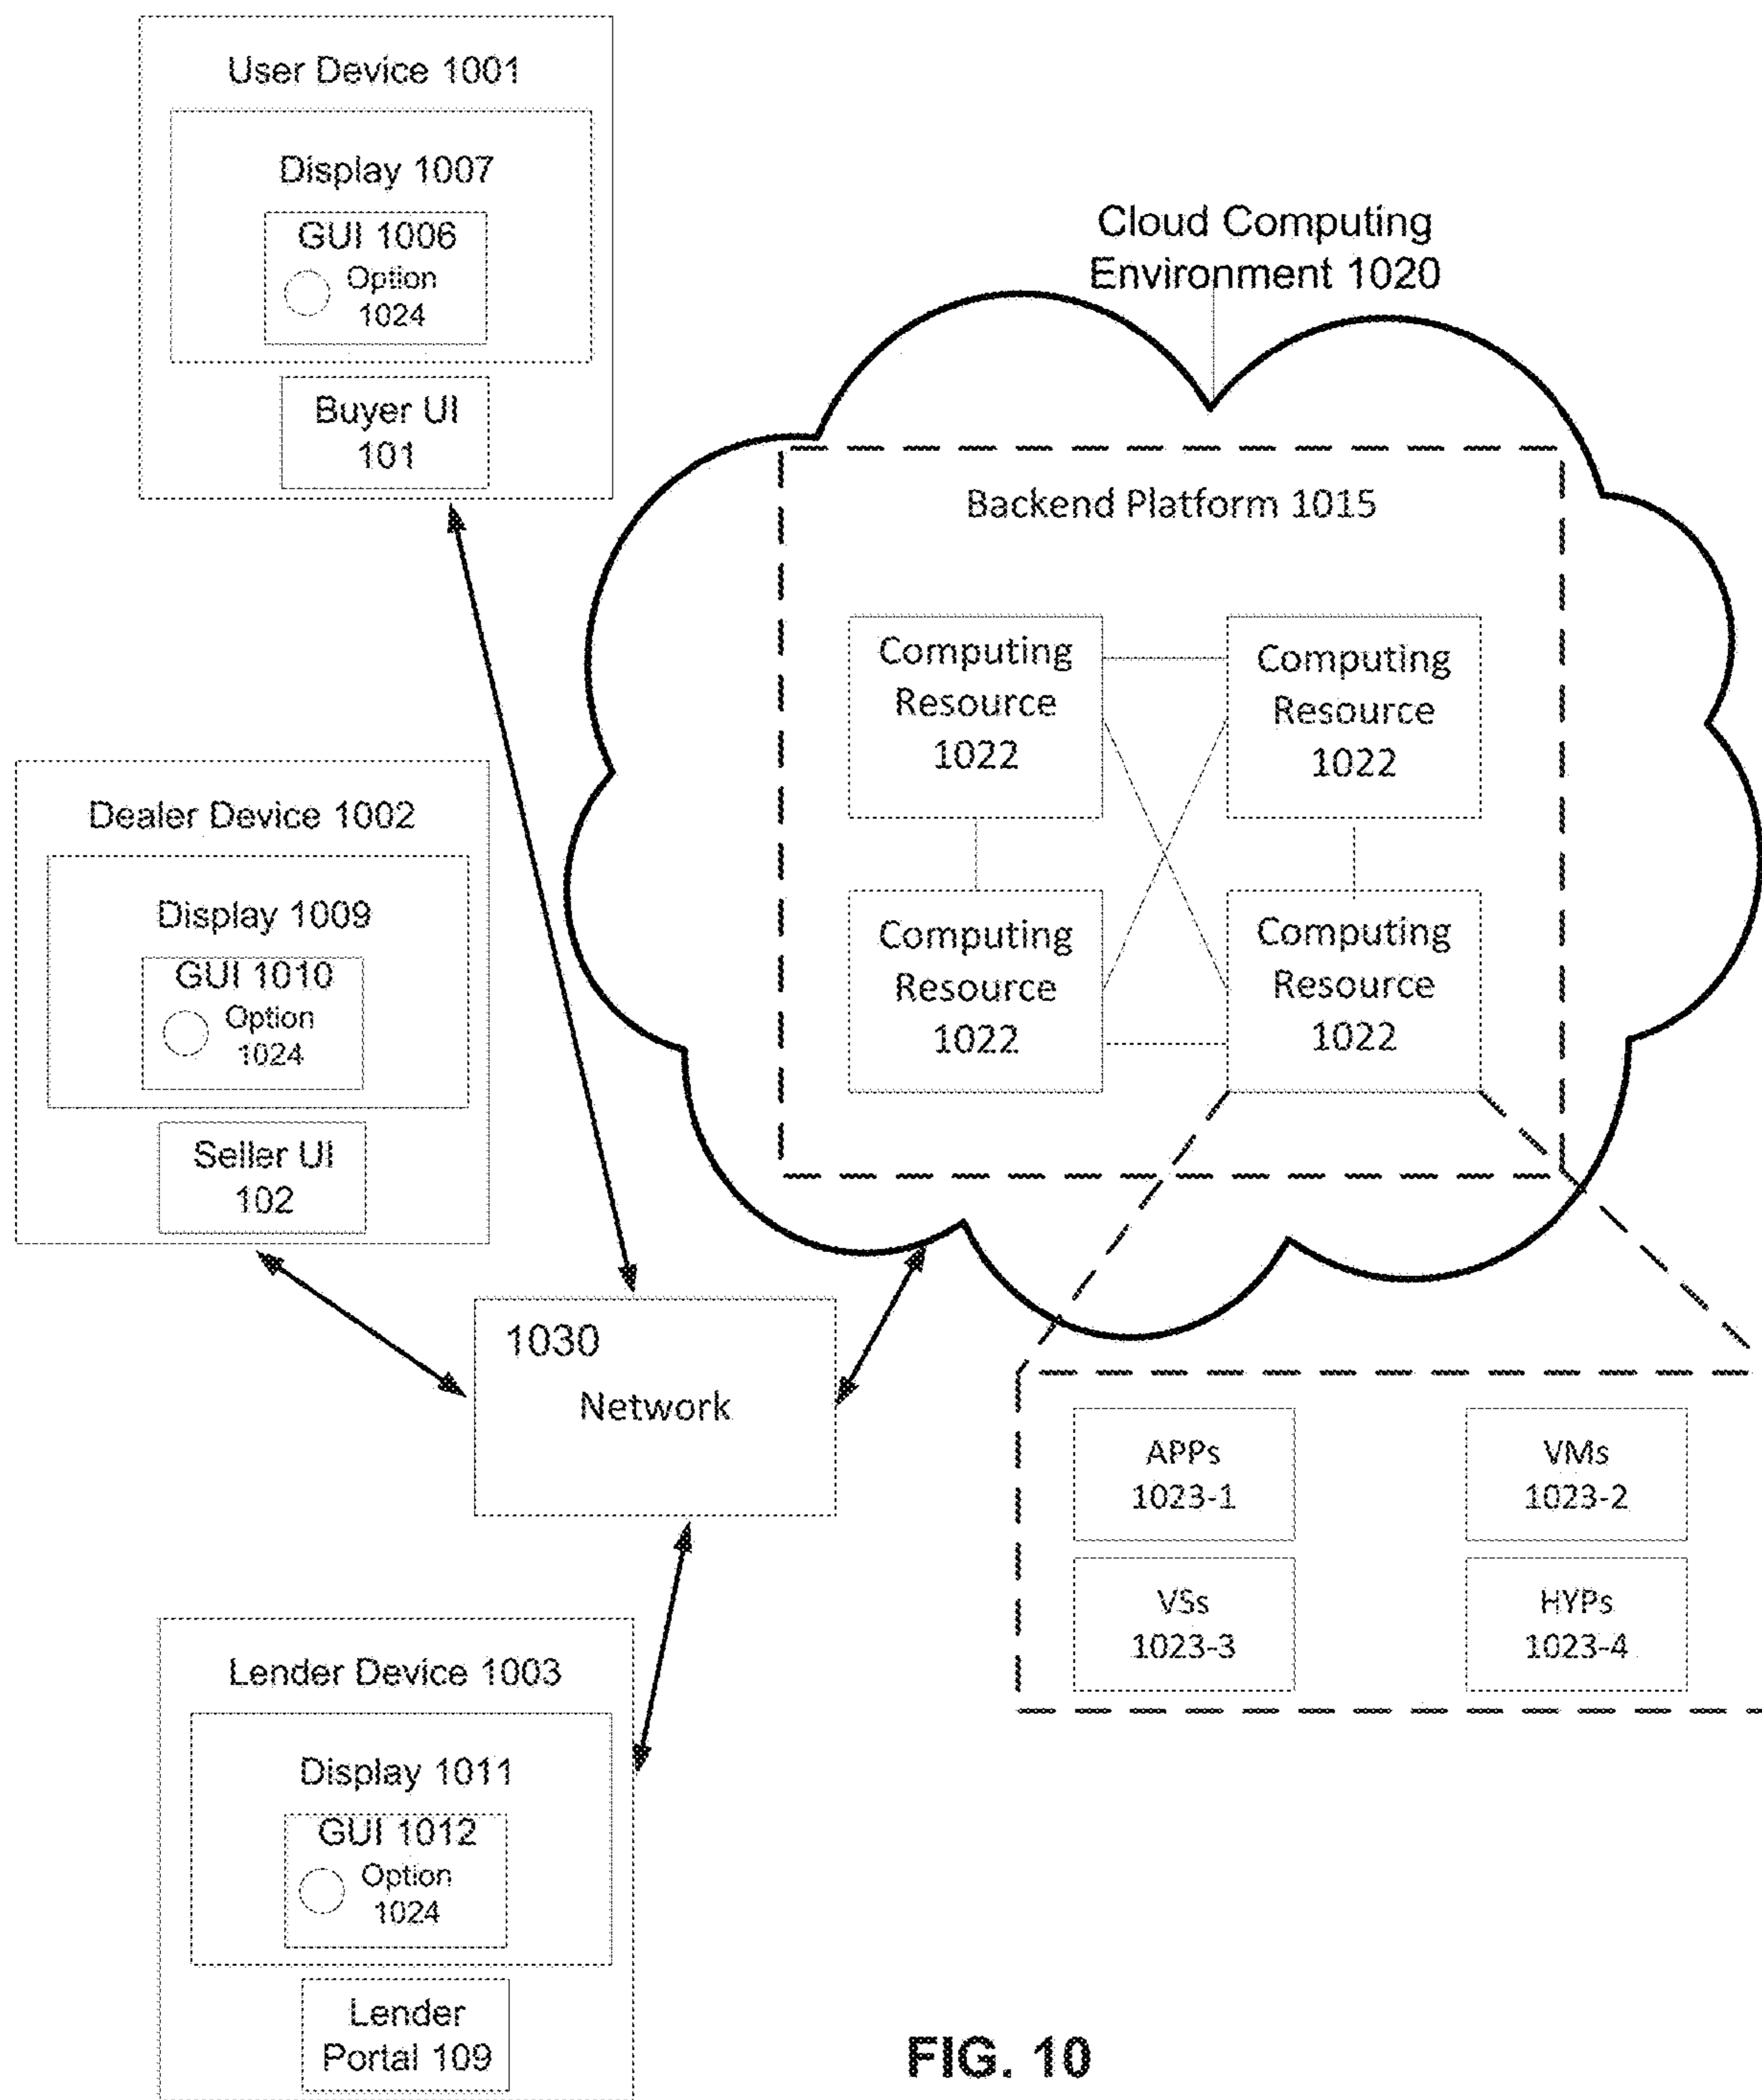 User Device 1001
Display 1007
GUI 1006
Option
1024
Buyer UI
101
Cloud Computing
Environment 1020
Backend Platform 1015
Computing
Resource
1022
Computing
Resource
1022
Computing
Resource
1022
Computing
Resource
1022
Dealer Device 1002
Display 1009
GUI 1010
Option
1024
Seller UI
102
1030
Network
APPs
1023-1
VMs
1023-2
VSs
1023-3
HYPs
1023-4
Lender Device 1003
Display 1011
GUI 1012
Option
1024
Lender
Portal 109
FIG. 10